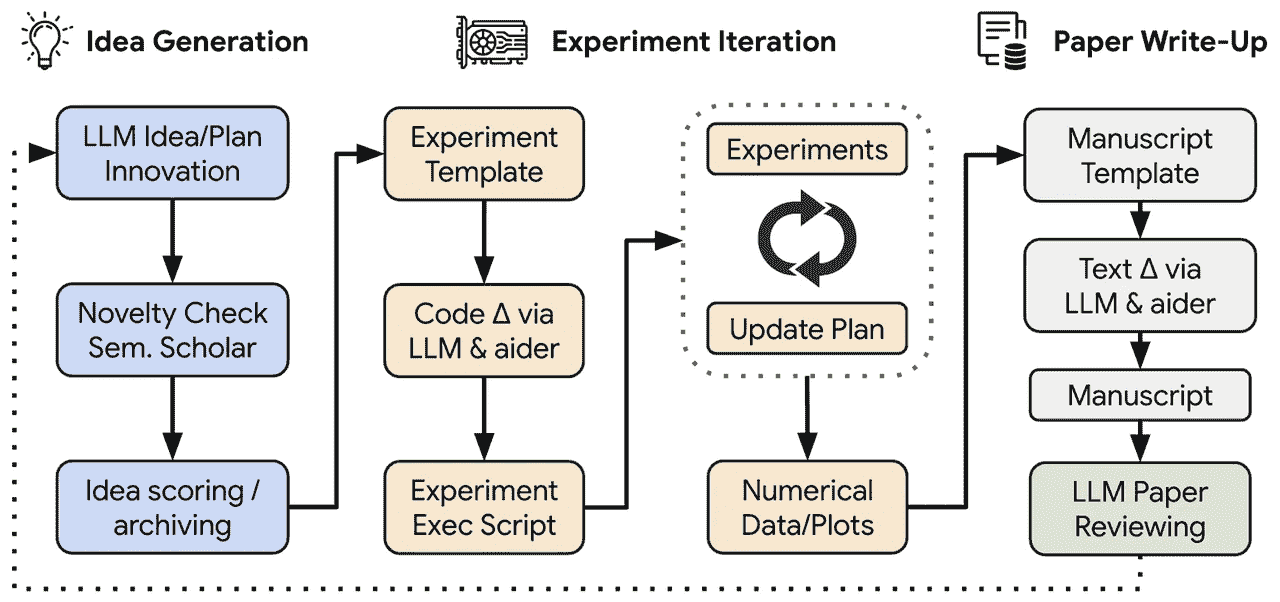 Idea Generation
Experiment Iteration
Paper Write-Up
LLM Idea/Plan
Innovation
Novelty Check
Sem. Scholar
Idea scoring /
archiving
Experiment
Template
Code Δ via
LLM & aider
Experiment
Exec Script
Experiments
Update Plan
Numerical
Data/Plots
Manuscript
Template
Text Δ via
LLM & aider
Manuscript
LLM Paper
Reviewing